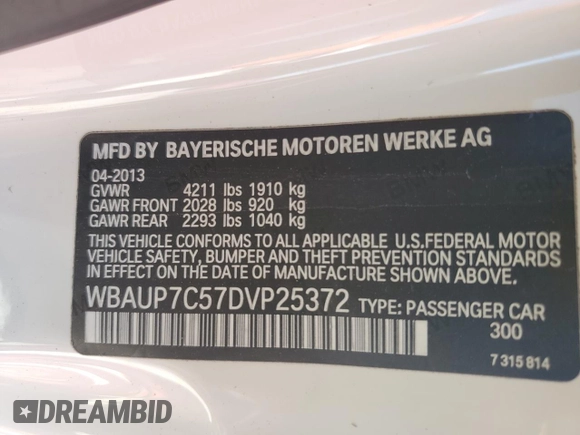 MFD BY BAYERISCHE MOTOREN WERKE AG
04-2013
GVWR 4211 lbs 1910 kg
GAWR FRONT 2028 lbs 920 kg
GAWR REAR 2293 lbs 1040 kg
THIS VEHICLE CONFORMS TO ALL APPLICABLE U.S.FEDERAL MOTOR
VEHICLE SAFETY, BUMPER AND THEFT PREVENTION STANDARDS
IN EFFECT ON THE DATE OF MANUFACTURE SHOWN ABOVE.
WBAUP7C57DVP25372 TYPE: PASSENGER CAR
300
7 315 814
DREAMBID